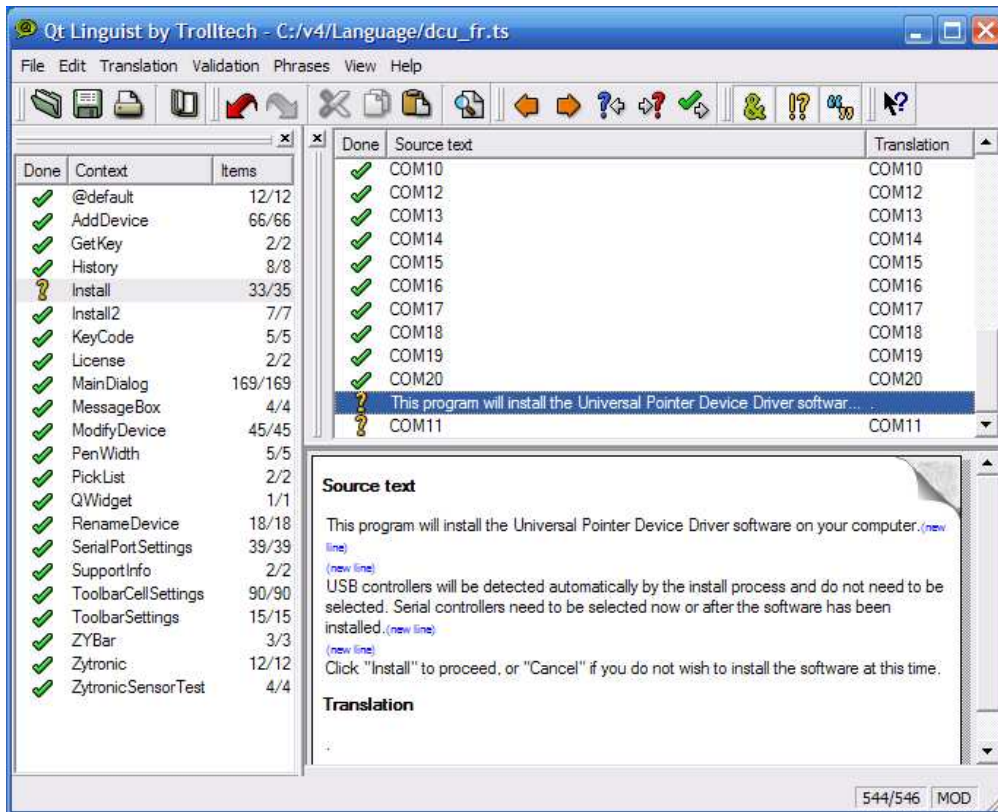 Qt Linguist by Trolltech - C:/v4/Language/dcu_fr.ts
File Edit Translation Validation Phrases View Help
Done Context Items
@default 12/12
AddDevice 66/66
GetKey 2/2
History 8/8
Install 33/35
Install2 7/7
KeyCode 5/5
License 2/2
MainDialog 169/169
MessageBox 4/4
ModifyDevice 45/45
PenWidth 5/5
PickList 2/2
QWidget 1/1
RenameDevice 18/18
SerialPortSettings 39/39
SupportInfo 2/2
ToolbarCellSettings 90/90
ToolbarSettings 15/15
ZYBar 3/3
Zytronic 12/12
ZytronicSensorTest 4/4
Done Source text Translation
COM10 COM10
COM12 COM12
COM13 COM13
COM14 COM14
COM15 COM15
COM16 COM16
COM17 COM17
COM18 COM18
COM19 COM19
COM20 COM20
This program will install the Universal Pointer Device Driver softwar... .
COM11 COM11
Source text
This program will install the Universal Pointer Device Driver software on your computer.(new
line)
(new line)
USB controllers will be detected automatically by the install process and do not need to be
selected. Serial controllers need to be selected now or after the software has been
installed.(new line)
(new line)
Click "Install" to proceed, or "Cancel" if you do not wish to install the software at this time.
Translation
.
544/546 MOD